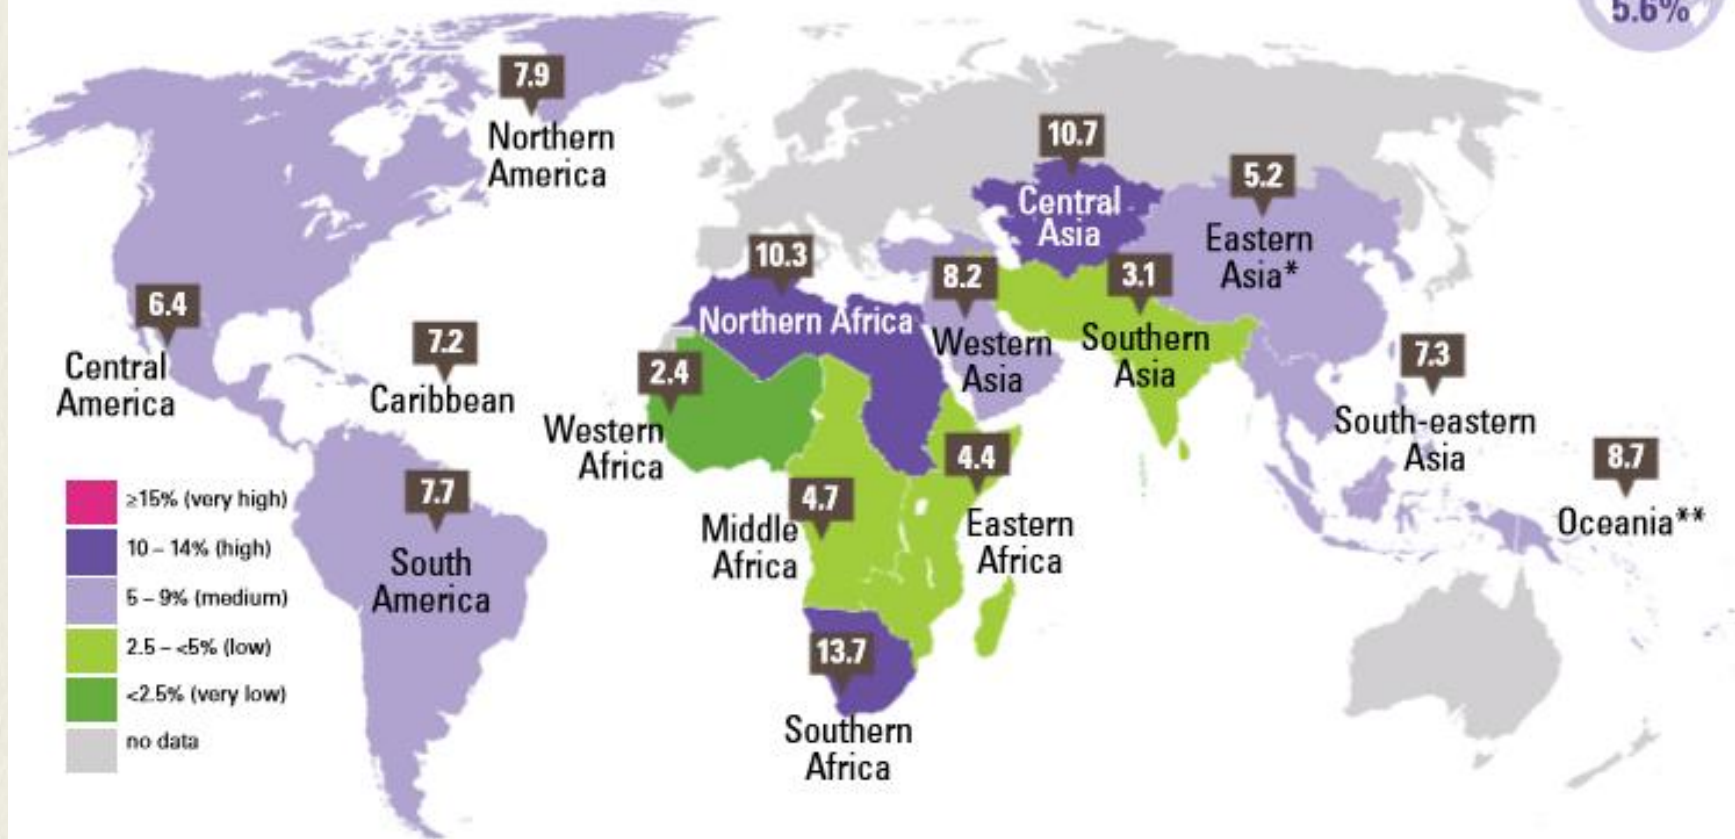 5.6%
7.9
Northern
America
10.7
Central
Asia
5.2
Eastern
Asia*
10.3
Northern Africa
8.2
Western
Asia
3.1
Southern
Asia
6.4
Central
America
7.2
Caribbean
2.4
Western
Africa
7.3
South-eastern
Asia
4.4
Eastern
Africa
8.7
Oceania**
7.7
South
America
4.7
Middle
Africa
13.7
Southern
Africa
≥15% (very high)
10 – 14% (high)
5 – 9% (medium)
2.5 – <5% (low)
<2.5% (very low)
no data